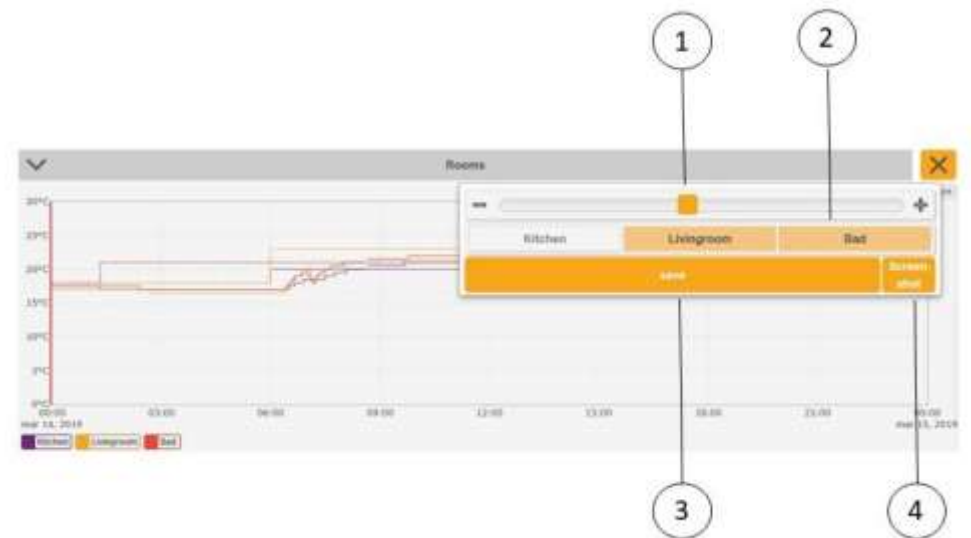 1
2
Rooms
Kitchen
Livingroom
Bad
save
Screen
shot
30°C
25°C
20°C
15°C
10°C
5°C
0°C
00:00
03:00
06:00
09:00
12:00
15:00
18:00
21:00
00:00
mar 14, 2019
mar 15, 2019
Kitchen
Livingroom
Bad
3
4